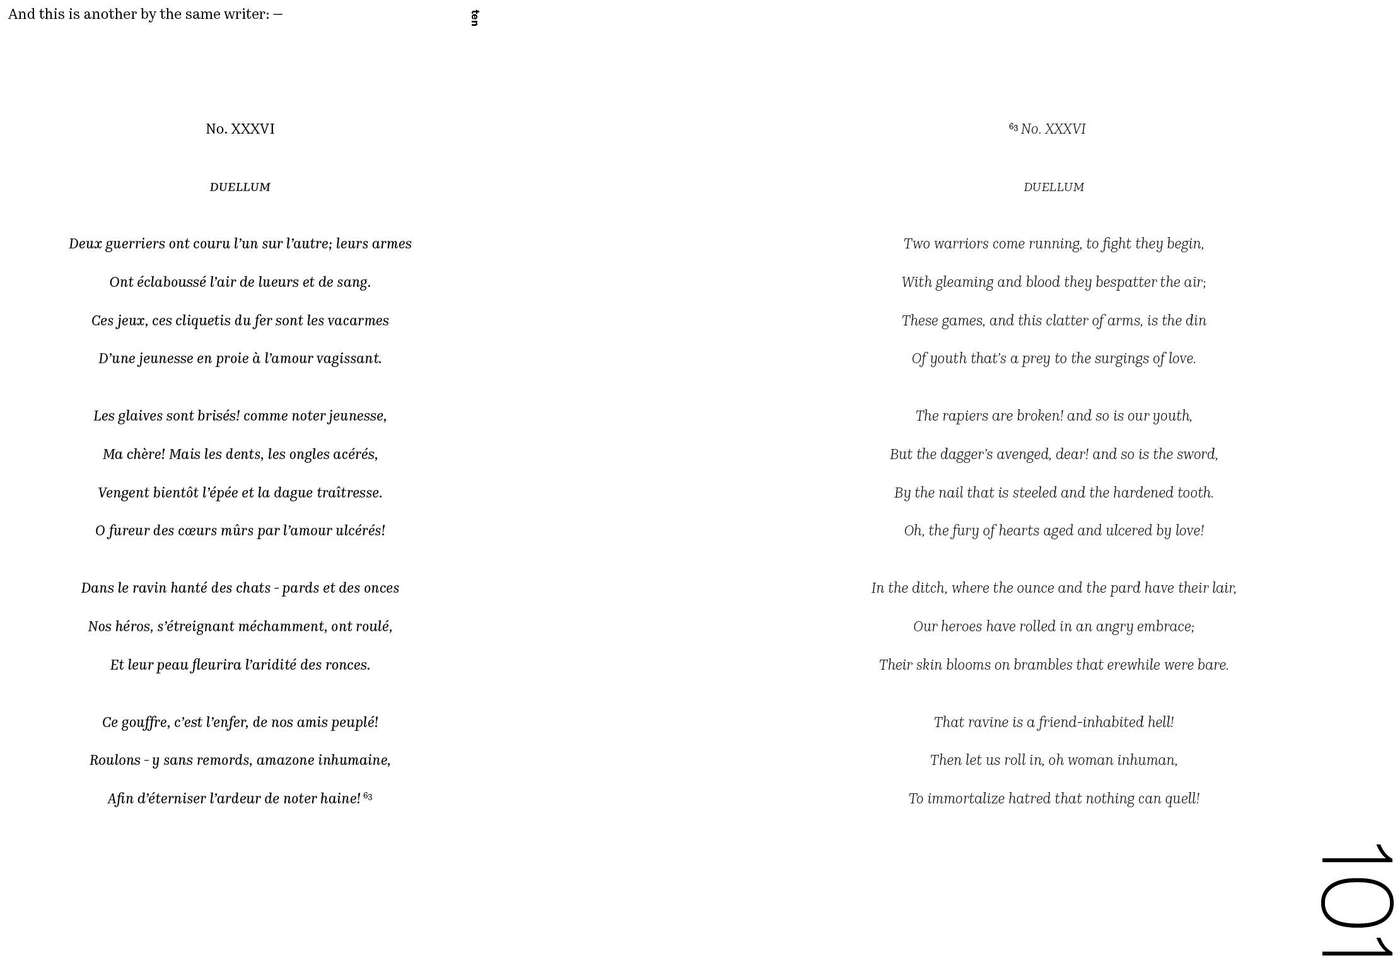 And this is another by the same writer: —
ten
No. XXXVI
DUELLUM
Deux guerriers ont couru l’un sur l’autre; leurs armes
Ont éclaboussé l’air de lueurs et de sang.
Ces jeux, ces cliquetis du fer sont les vacarmes
D’une jeunesse en proie à l’amour vagissant.
Les glaives sont brisés! comme noter jeunesse,
Ma chère! Mais les dents, les ongles acérés,
Vengent bientôt l’épée et la dague traîtresse.
O fureur des cœurs mûrs par l’amour ulcérés!
Dans le ravin hanté des chats - pards et des onces
Nos héros, s’étreignant méchamment, ont roulé,
Et leur peau fleurira l’aridité des ronces.
Ce gouffre, c’est l’enfer, de nos amis peuplé!
Roulons - y sans remords, amazone inhumaine,
Afin d’éterniser l’ardeur de noter haine! 63
63 No. XXXVI
DUELLUM
Two warriors come running, to fight they begin,
With gleaming and blood they bespatter the air;
These games, and this clatter of arms, is the din
Of youth that's a prey to the surgings of love.
The rapiers are broken! and so is our youth,
But the dagger's avenged, dear! and so is the sword,
By the nail that is steeled and the hardened tooth.
Oh, the fury of hearts aged and ulcered by love!
In the ditch, where the ounce and the pard have their lair,
Our heroes have rolled in an angry embrace;
Their skin blooms on brambles that erewhile were bare.
That ravine is a friend-inhabited hell!
Then let us roll in, oh woman inhuman,
To immortalize hatred that nothing can quell!
101